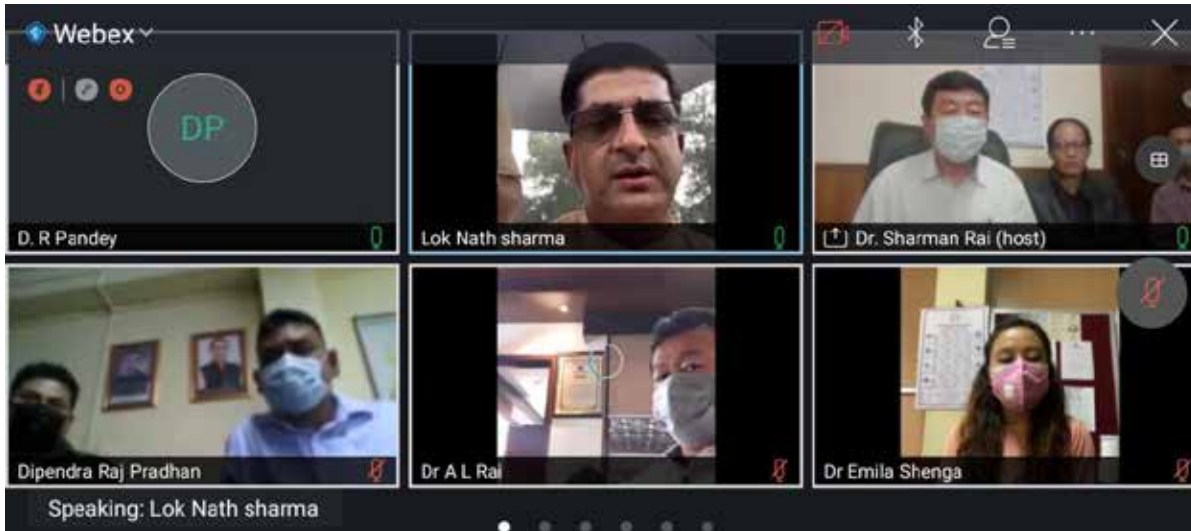 Webex
DP
D. R Pandey
Lok Nath sharma
Dr. Sharman Rai (host)
Dipendra Raj Pradhan
Dr A L Rai
Dr Emila Shenga
Speaking: Lok Nath sharma